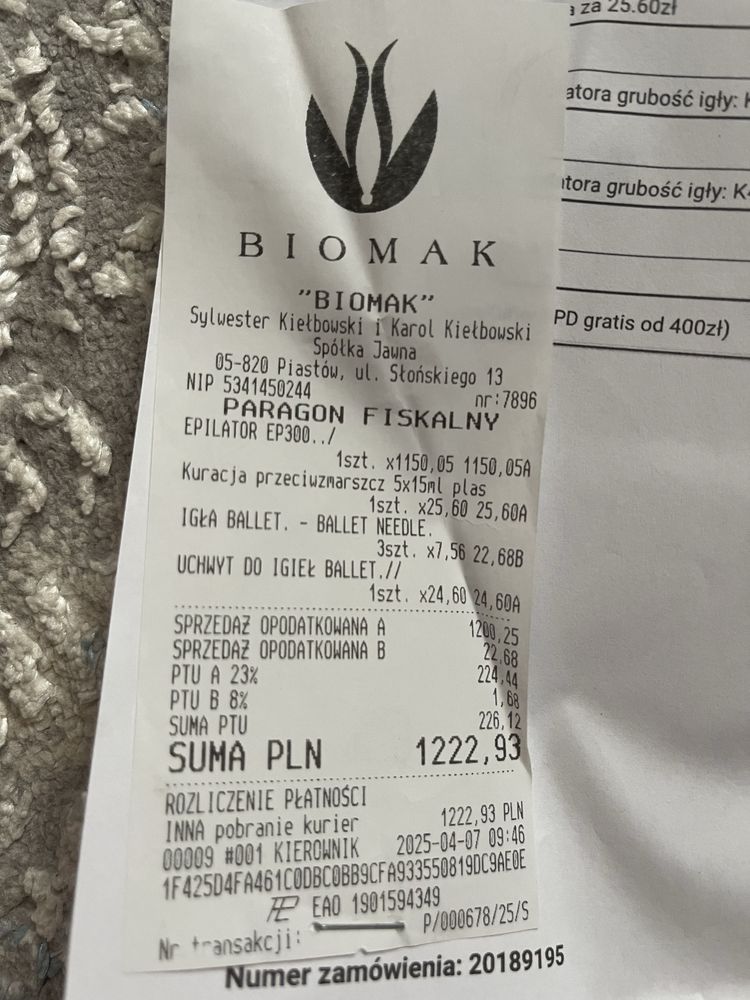 BIOMAK
"BIOMAK"
Sylwester Kiełbowski i Karol Kiełbowski
Spółka Jawna
05-820 Piastów, ul. Słońskiego 13
NIP 5341450244 nr:7896
PARAGON FISKALNY
EPILATOR EP300../
1szt. x1150,05 1150,05A
Kuracja przeciwzmarszcz 5x15ml plas
1szt. x25,60 25,60A
IGŁA BALLET. - BALLET NEEDLE.
3szt. x7,56 22,68B
UCHWYT DO IGIEŁ BALLET.//
1szt. x24,60 24,60A
SPRZEDAŻ OPODATKOWANA A 1200,25
SPRZEDAŻ OPODATKOWANA B 22,68
PTU A 23% 224,44
PTU B 8% 1,68
SUMA PTU 226,12
SUMA PLN 1222,93
ROZLICZENIE PŁATNOŚCI
INNA pobranie kurier 1222,93 PLN
00009 #001 KIEROWNIK 2025-04-07 09:46
1F425D4FA461C0DBC0BB9CFA933550819DC9AE0E
EAO 1901594349
Nr transakcji: P/000678/25/S
za 25.60zł
atora grubość igły:
atora grubość igły:
PD gratis od 400zł)
Numer zamówienia: 20189195